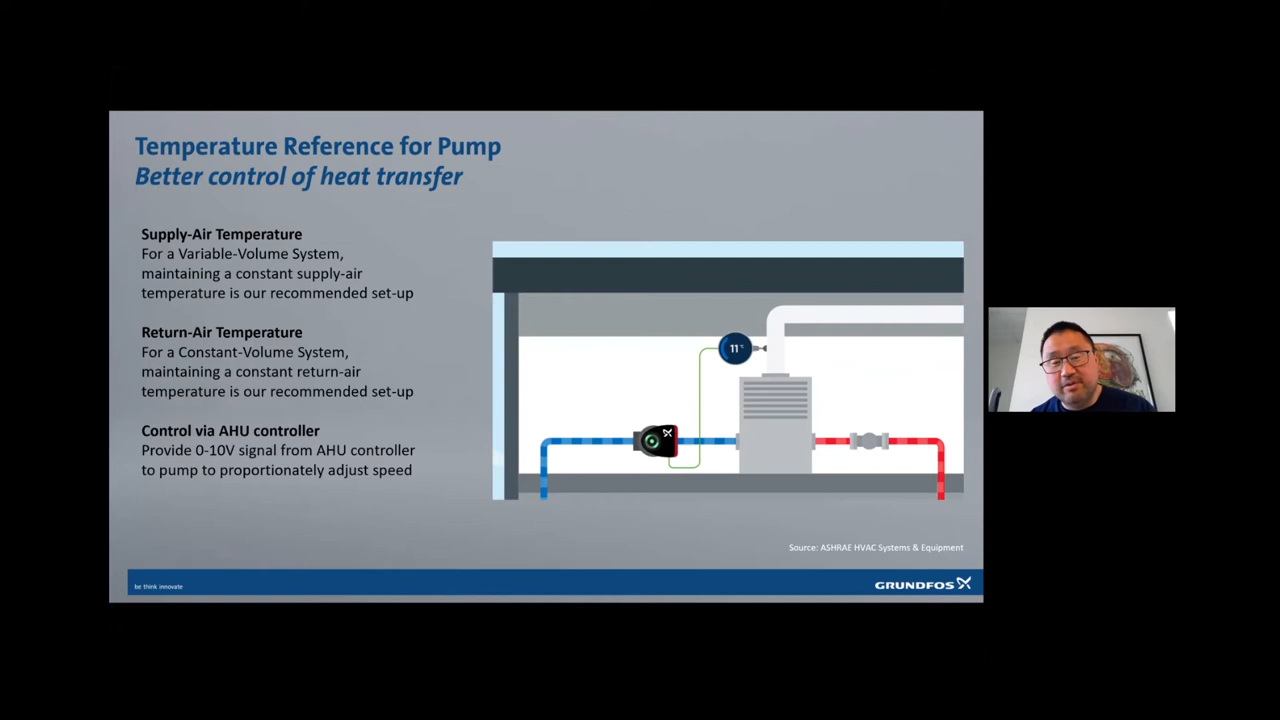 Temperature Reference for Pump
Better control of heat transfer
Supply-Air Temperature
For a Variable-Volume System,
maintaining a constant supply-air
temperature is our recommended set-up
Return-Air Temperature
For a Constant-Volume System,
maintaining a constant return-air
temperature is our recommended set-up
Control via AHU controller
Provide 0-10V signal from AHU controller
to pump to proportionately adjust speed
11°C
Source: ASHRAE HVAC Systems & Equipment
be think innovate
GRUNDFOS